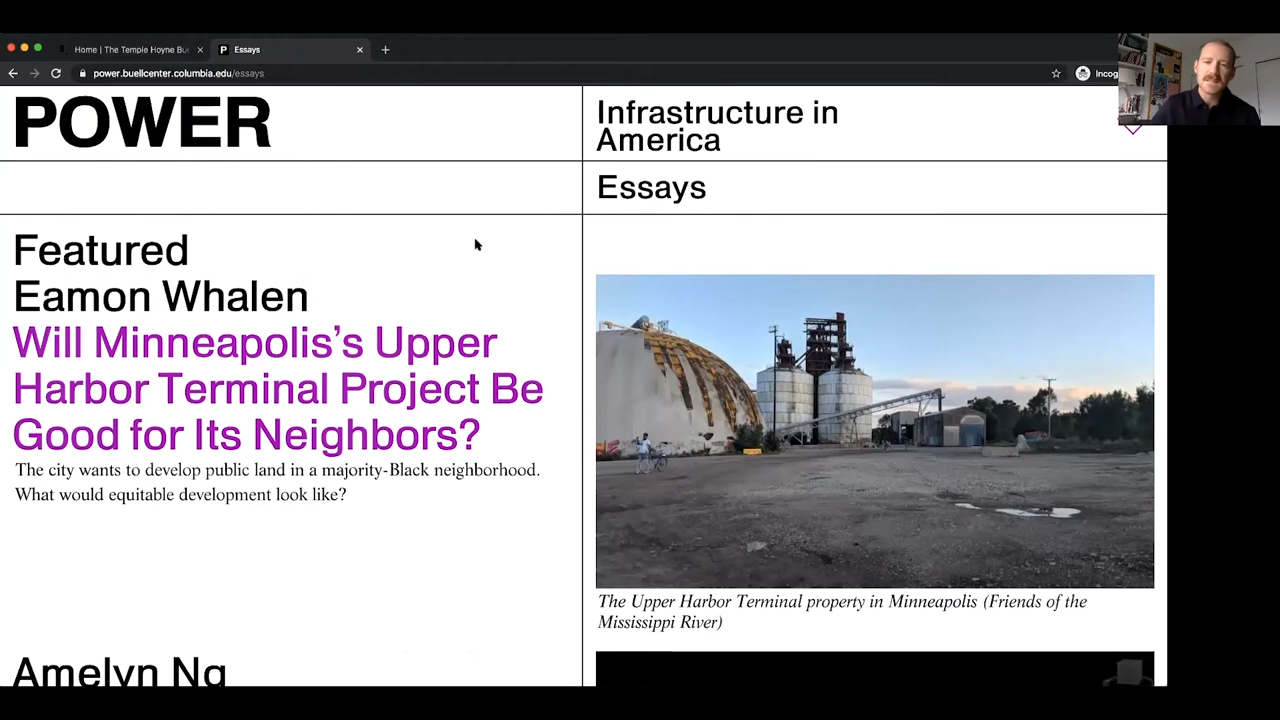 Home | The Temple Hoyne Bu
Essays
power.buellcenter.columbia.edu/essays
Incog
POWER
Infrastructure in
America
Essays
Featured
Eamon Whalen
Will Minneapolis’s Upper
Harbor Terminal Project Be
Good for Its Neighbors?
The city wants to develop public land in a majority-Black neighborhood.
What would equitable development look like?
The Upper Harbor Terminal property in Minneapolis (Friends of the
Mississippi River)
Amelyn Ng